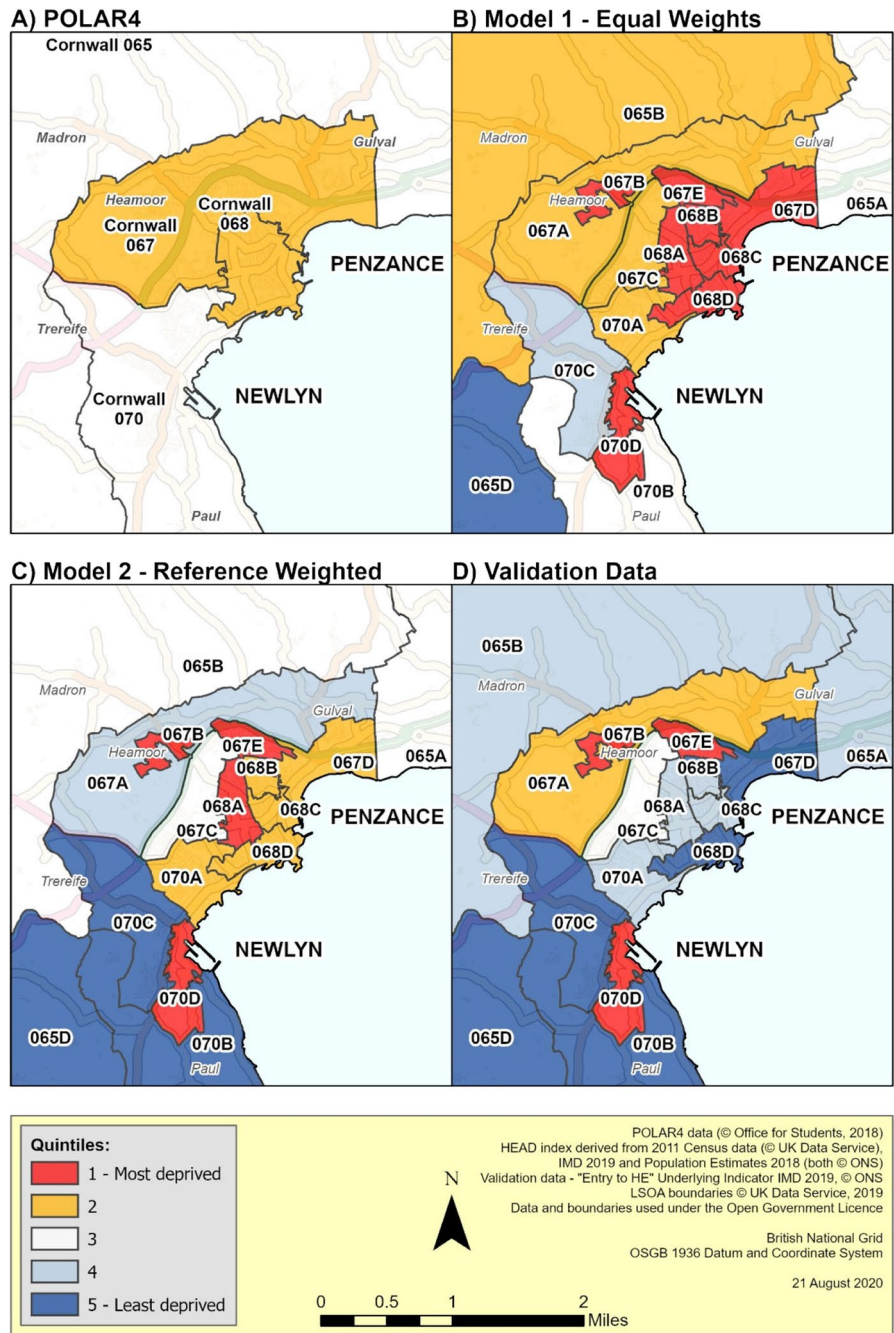 A) POLAR4
Cornwall 065
Madron
Gulval
Heamoor
Cornwall
067
Cornwall
068
PENZANCE
Trereife
Cornwall
070
NEWLYN
Paul
B) Model 1 - Equal Weights
065B
Madron
Gulval
067B
Heamoor
067E
068B
067D
065A
067A
068A
068C
067C
PENZANCE
068D
070A
Trereife
070C
NEWLYN
070D
065D
070B
Paul
C) Model 2 - Reference Weighted
065B
Madron
Gulval
067B
Heamoor
067E
068B
067D
065A
067A
068A
068C
PENZANCE
067C
068D
070A
Trereife
070C
NEWLYN
070D
065D
070B
Paul
D) Validation Data
065B
Madron
Gulval
067B
Heamoor
067E
068B
067D
065A
067A
068A
068C
PENZANCE
067C
068D
070A
Trereife
070C
NEWLYN
070D
065D
070B
Paul
Quintiles:
1 - Most deprived
2
3
4
5 - Least deprived
N
0 0.5 1 2
Miles
POLAR4 data (© Office for Students, 2018)
HEAD index derived from 2011 Census data (© UK Data Service),
IMD 2019 and Population Estimates 2018 (both © ONS)
Validation data - "Entry to HE" Underlying Indicator IMD 2019, © ONS
LSOA boundaries © UK Data Service, 2019
Data and boundaries used under the Open Government Licence
British National Grid
OSGB 1936 Datum and Coordinate System
21 August 2020